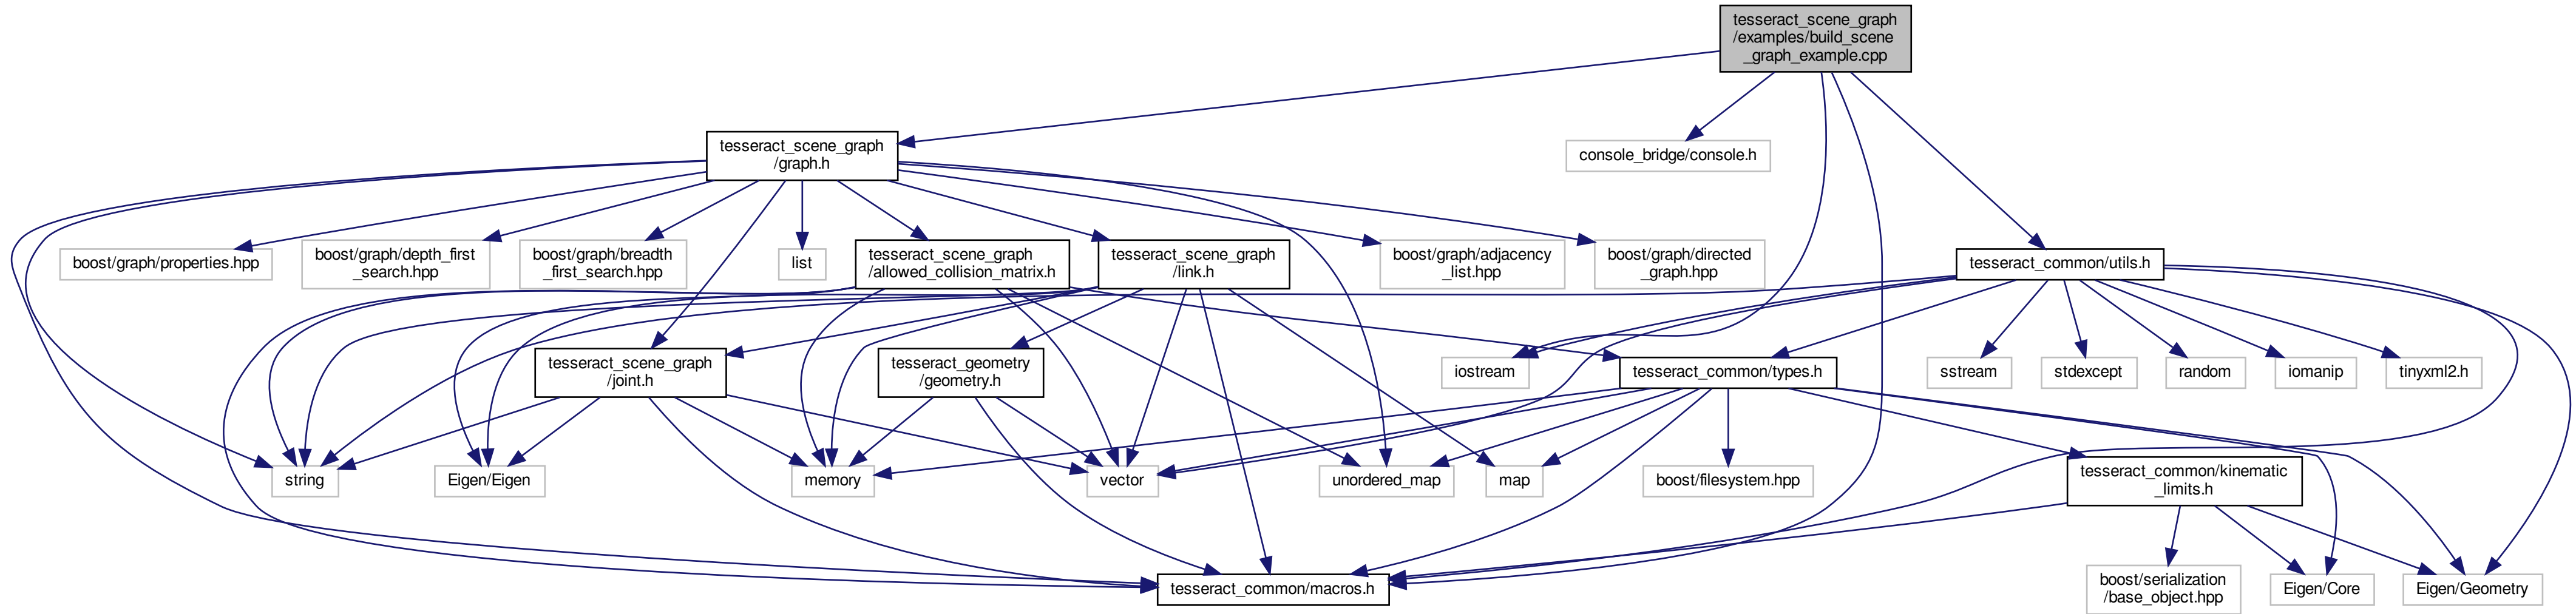 tesseract_scene_graph
/examples/build_scene
_graph_example.cpp
tesseract_scene_graph
/graph.h
console_bridge/console.h
boost/graph/properties.hpp
boost/graph/depth_first
_search.hpp
boost/graph/breadth
_first_search.hpp
list
tesseract_scene_graph
/allowed_collision_matrix.h
tesseract_scene_graph
/link.h
boost/graph/adjacency
_list.hpp
boost/graph/directed
_graph.hpp
tesseract_common/utils.h
tesseract_scene_graph
/joint.h
tesseract_geometry
/geometry.h
iostream
tesseract_common/types.h
sstream
stdexcept
random
iomanip
tinyxml2.h
string
Eigen/Eigen
memory
vector
unordered_map
map
boost/filesystem.hpp
tesseract_common/kinematic
_limits.h
tesseract_common/macros.h
boost/serialization
/base_object.hpp
Eigen/Core
Eigen/Geometry